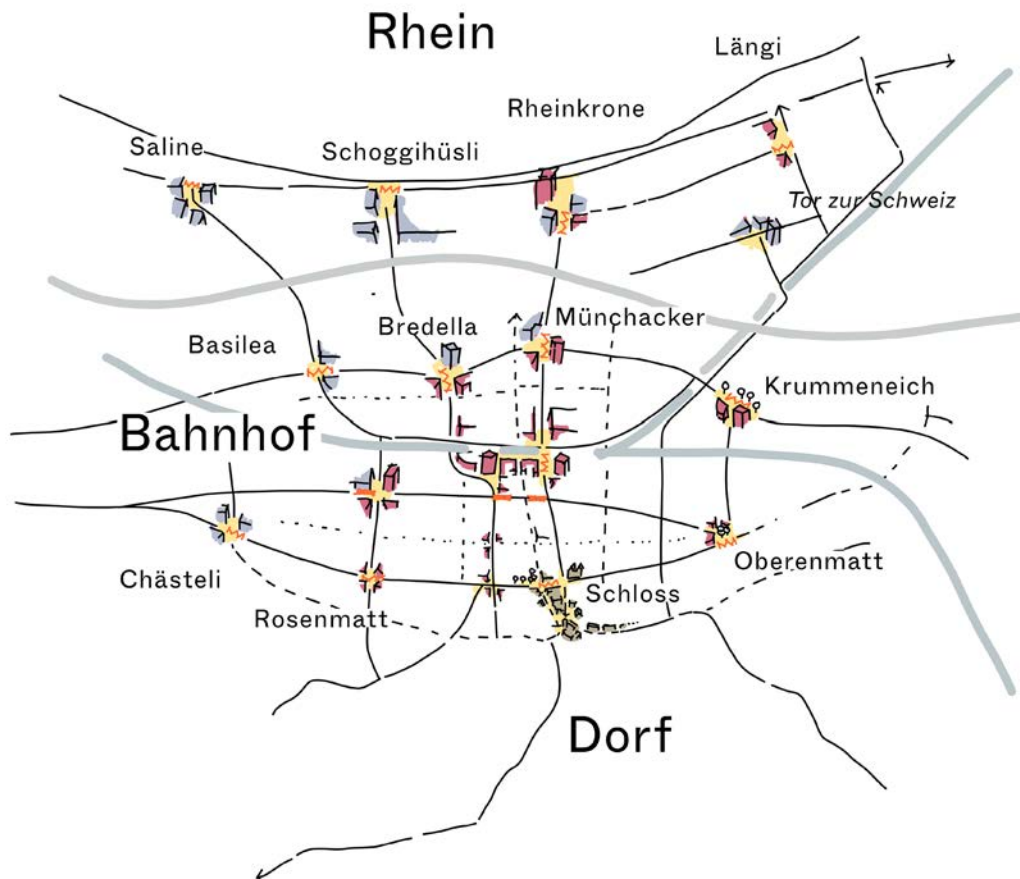 Rhein
Längi
Rheinkrone
Saline
Schoggihüsli
Tor zur Schweiz
Münchacker
Bredella
Basilea
Krummeneich
Bahnhof
Oberenmatt
Chästeli
Schloss
Rosenmatt
Dorf